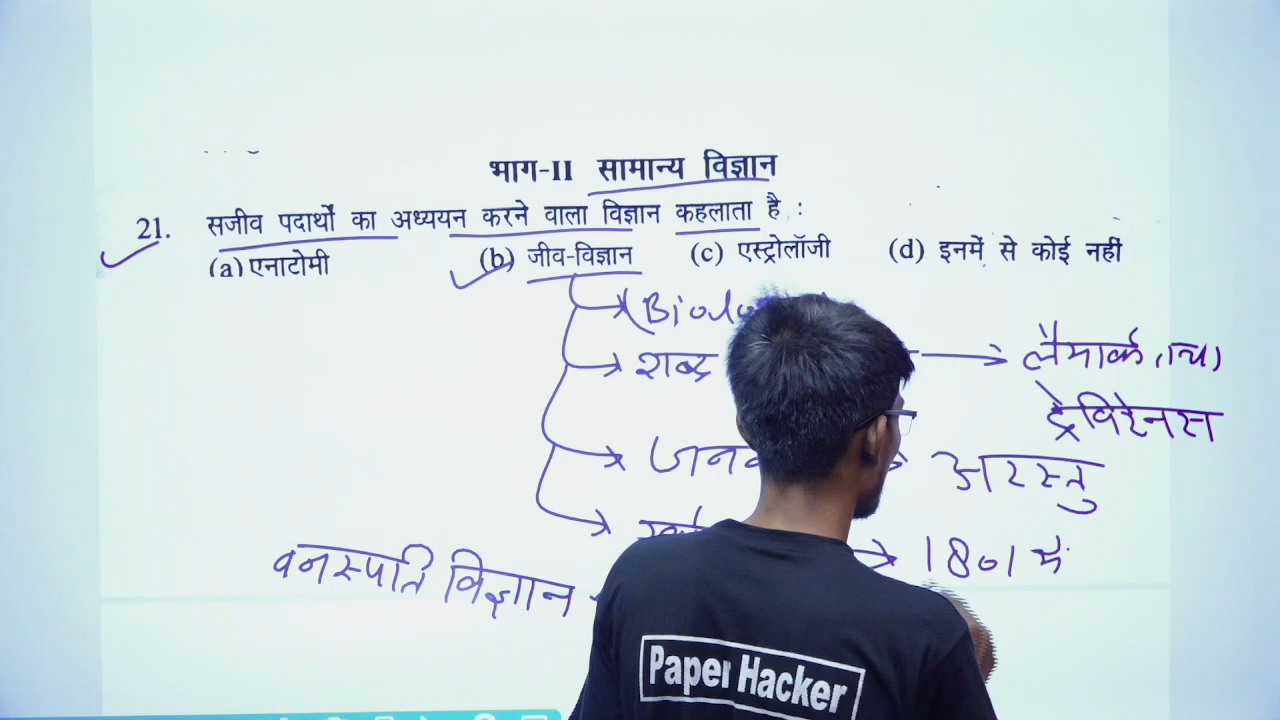 भाग-II सामान्य विज्ञान
21. सजीव पदार्थों का अध्ययन करने वाला विज्ञान कहलाता है :
(a) एनाटोमी (b) जीव-विज्ञान (c) एस्ट्रोलॉजी (d) इनमें से कोई नहीं
शब्द लैमार्क
ट्रेविरेनस
अरस्तु
1801 में
वनस्पति विज्ञान
Paper Hacker